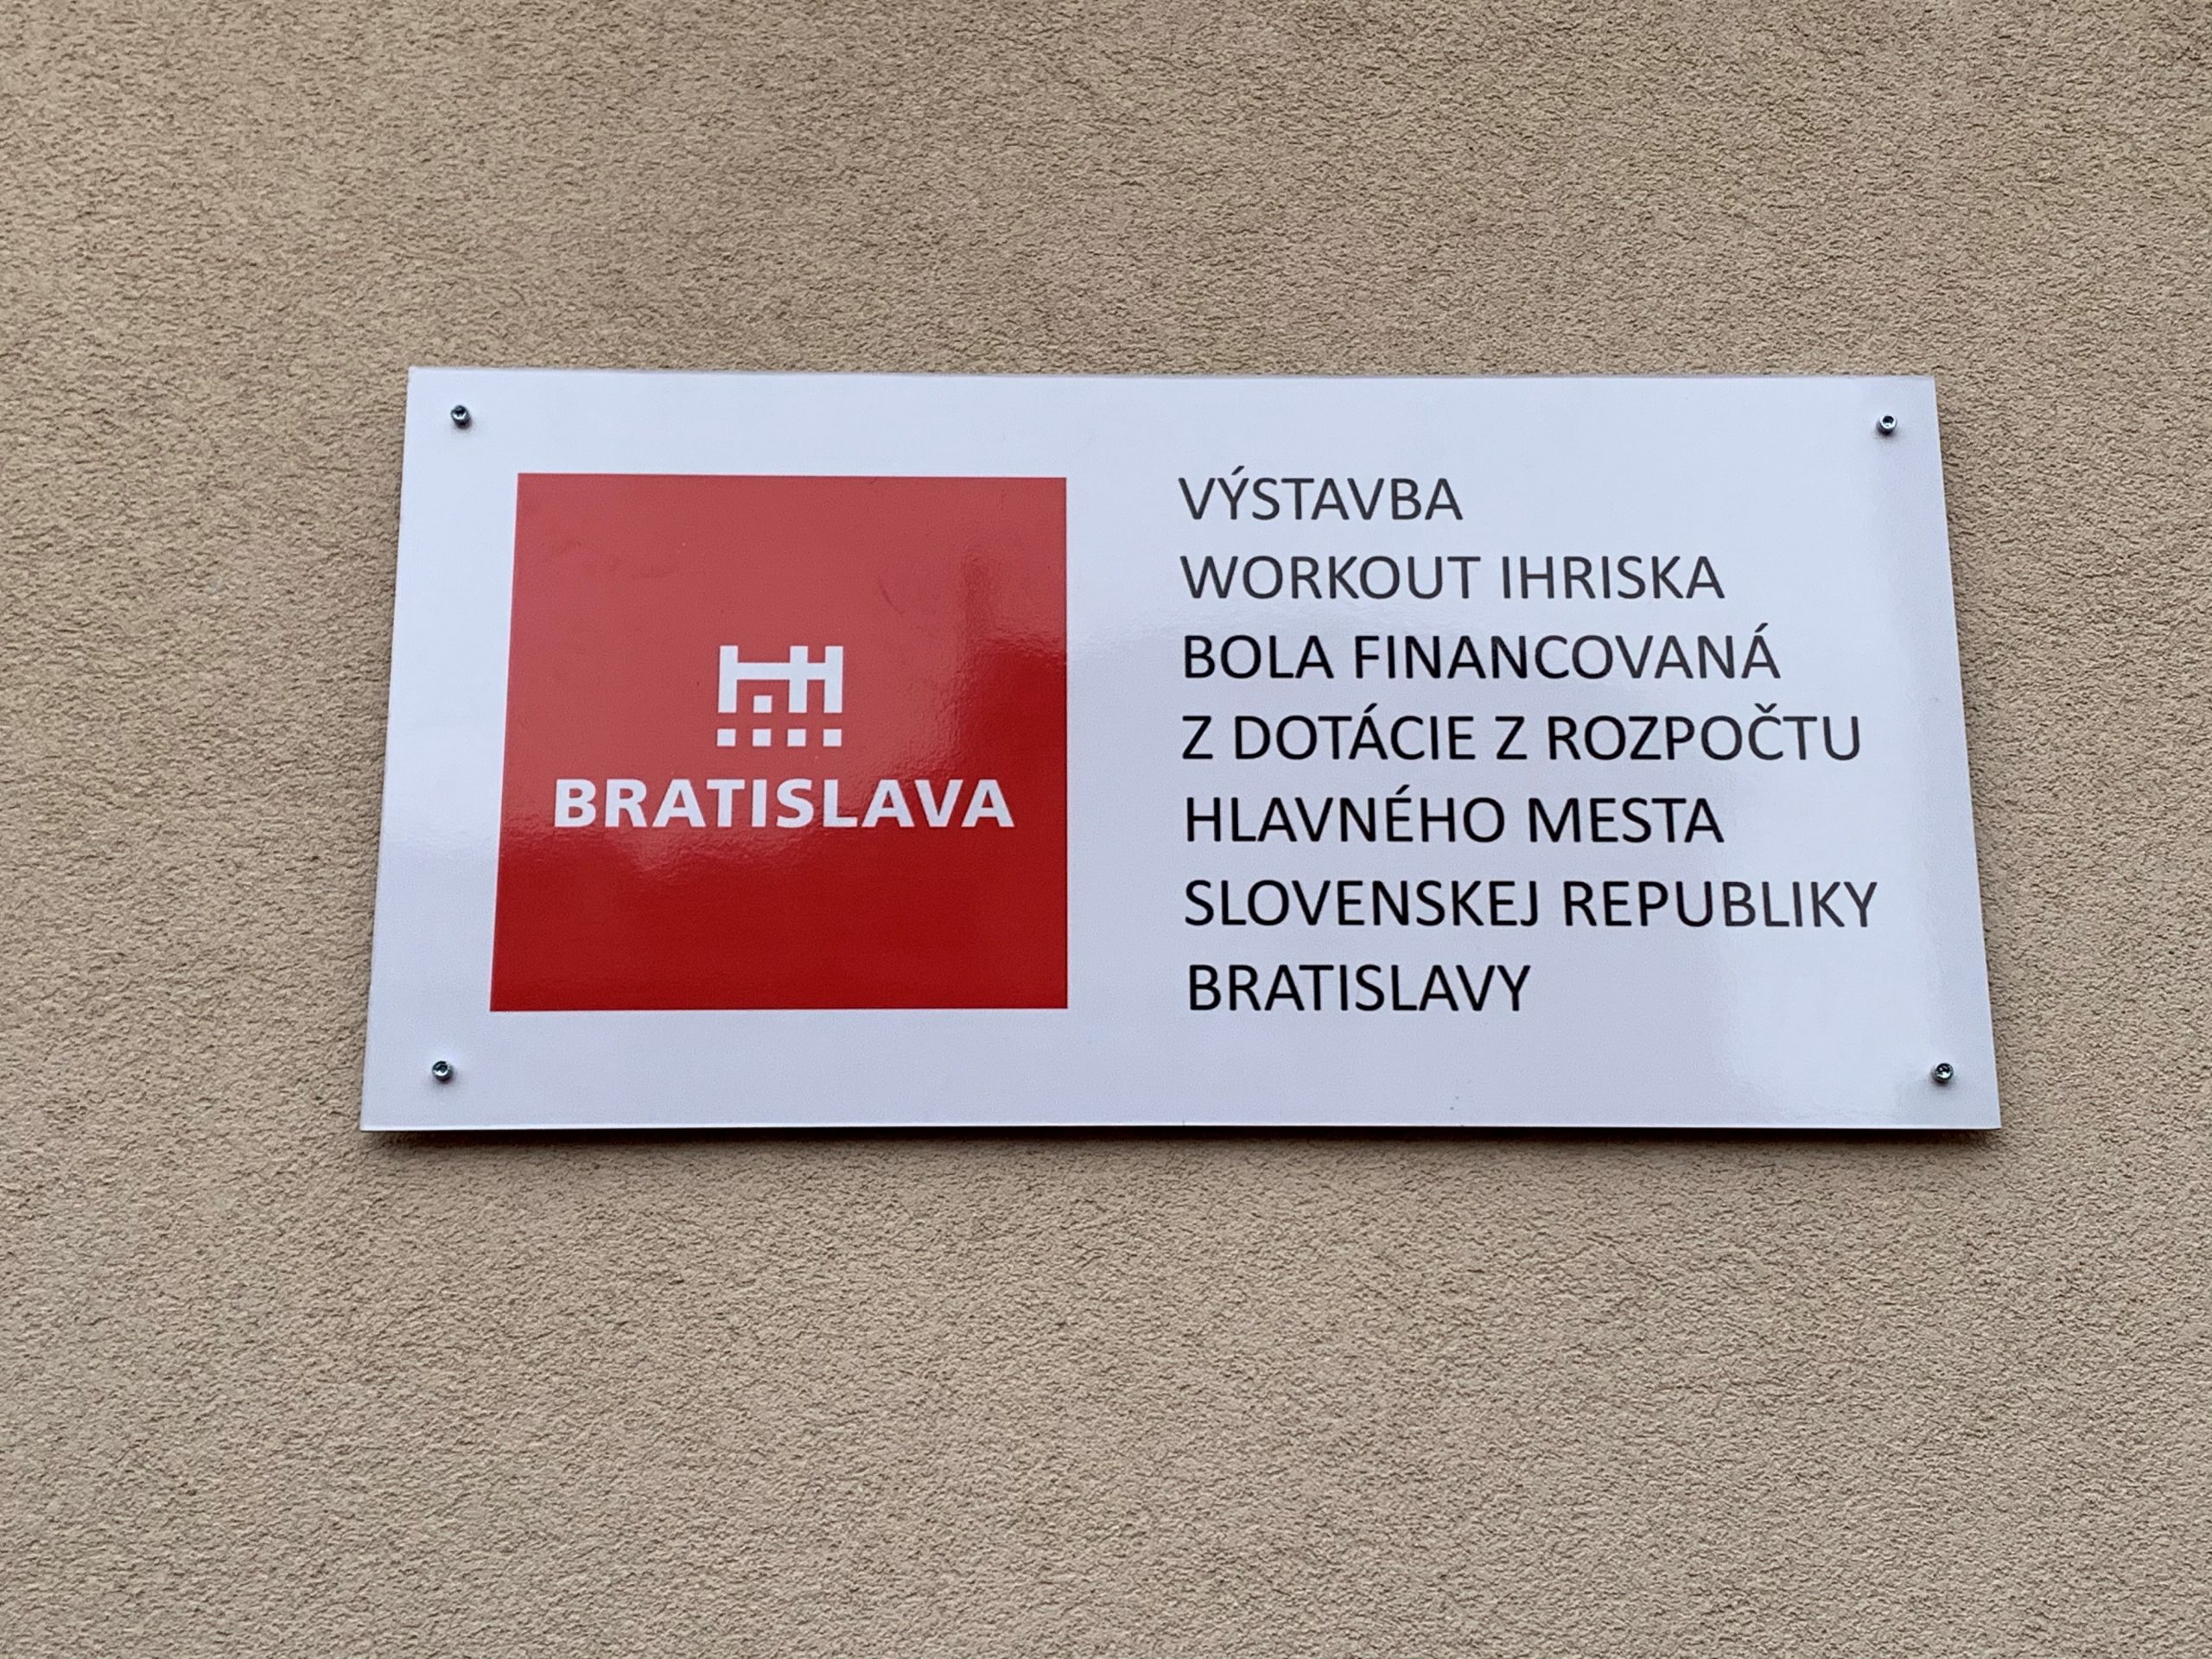 BRATISLAVA
VÝSTAVBA
WORKOUT IHRISKA
BOLA FINANCOVANÁ
Z DOTÁCIE Z ROZPOČTU
HLAVNÉHO MESTA
SLOVENSKEJ REPUBLIKY
BRATISLAVY